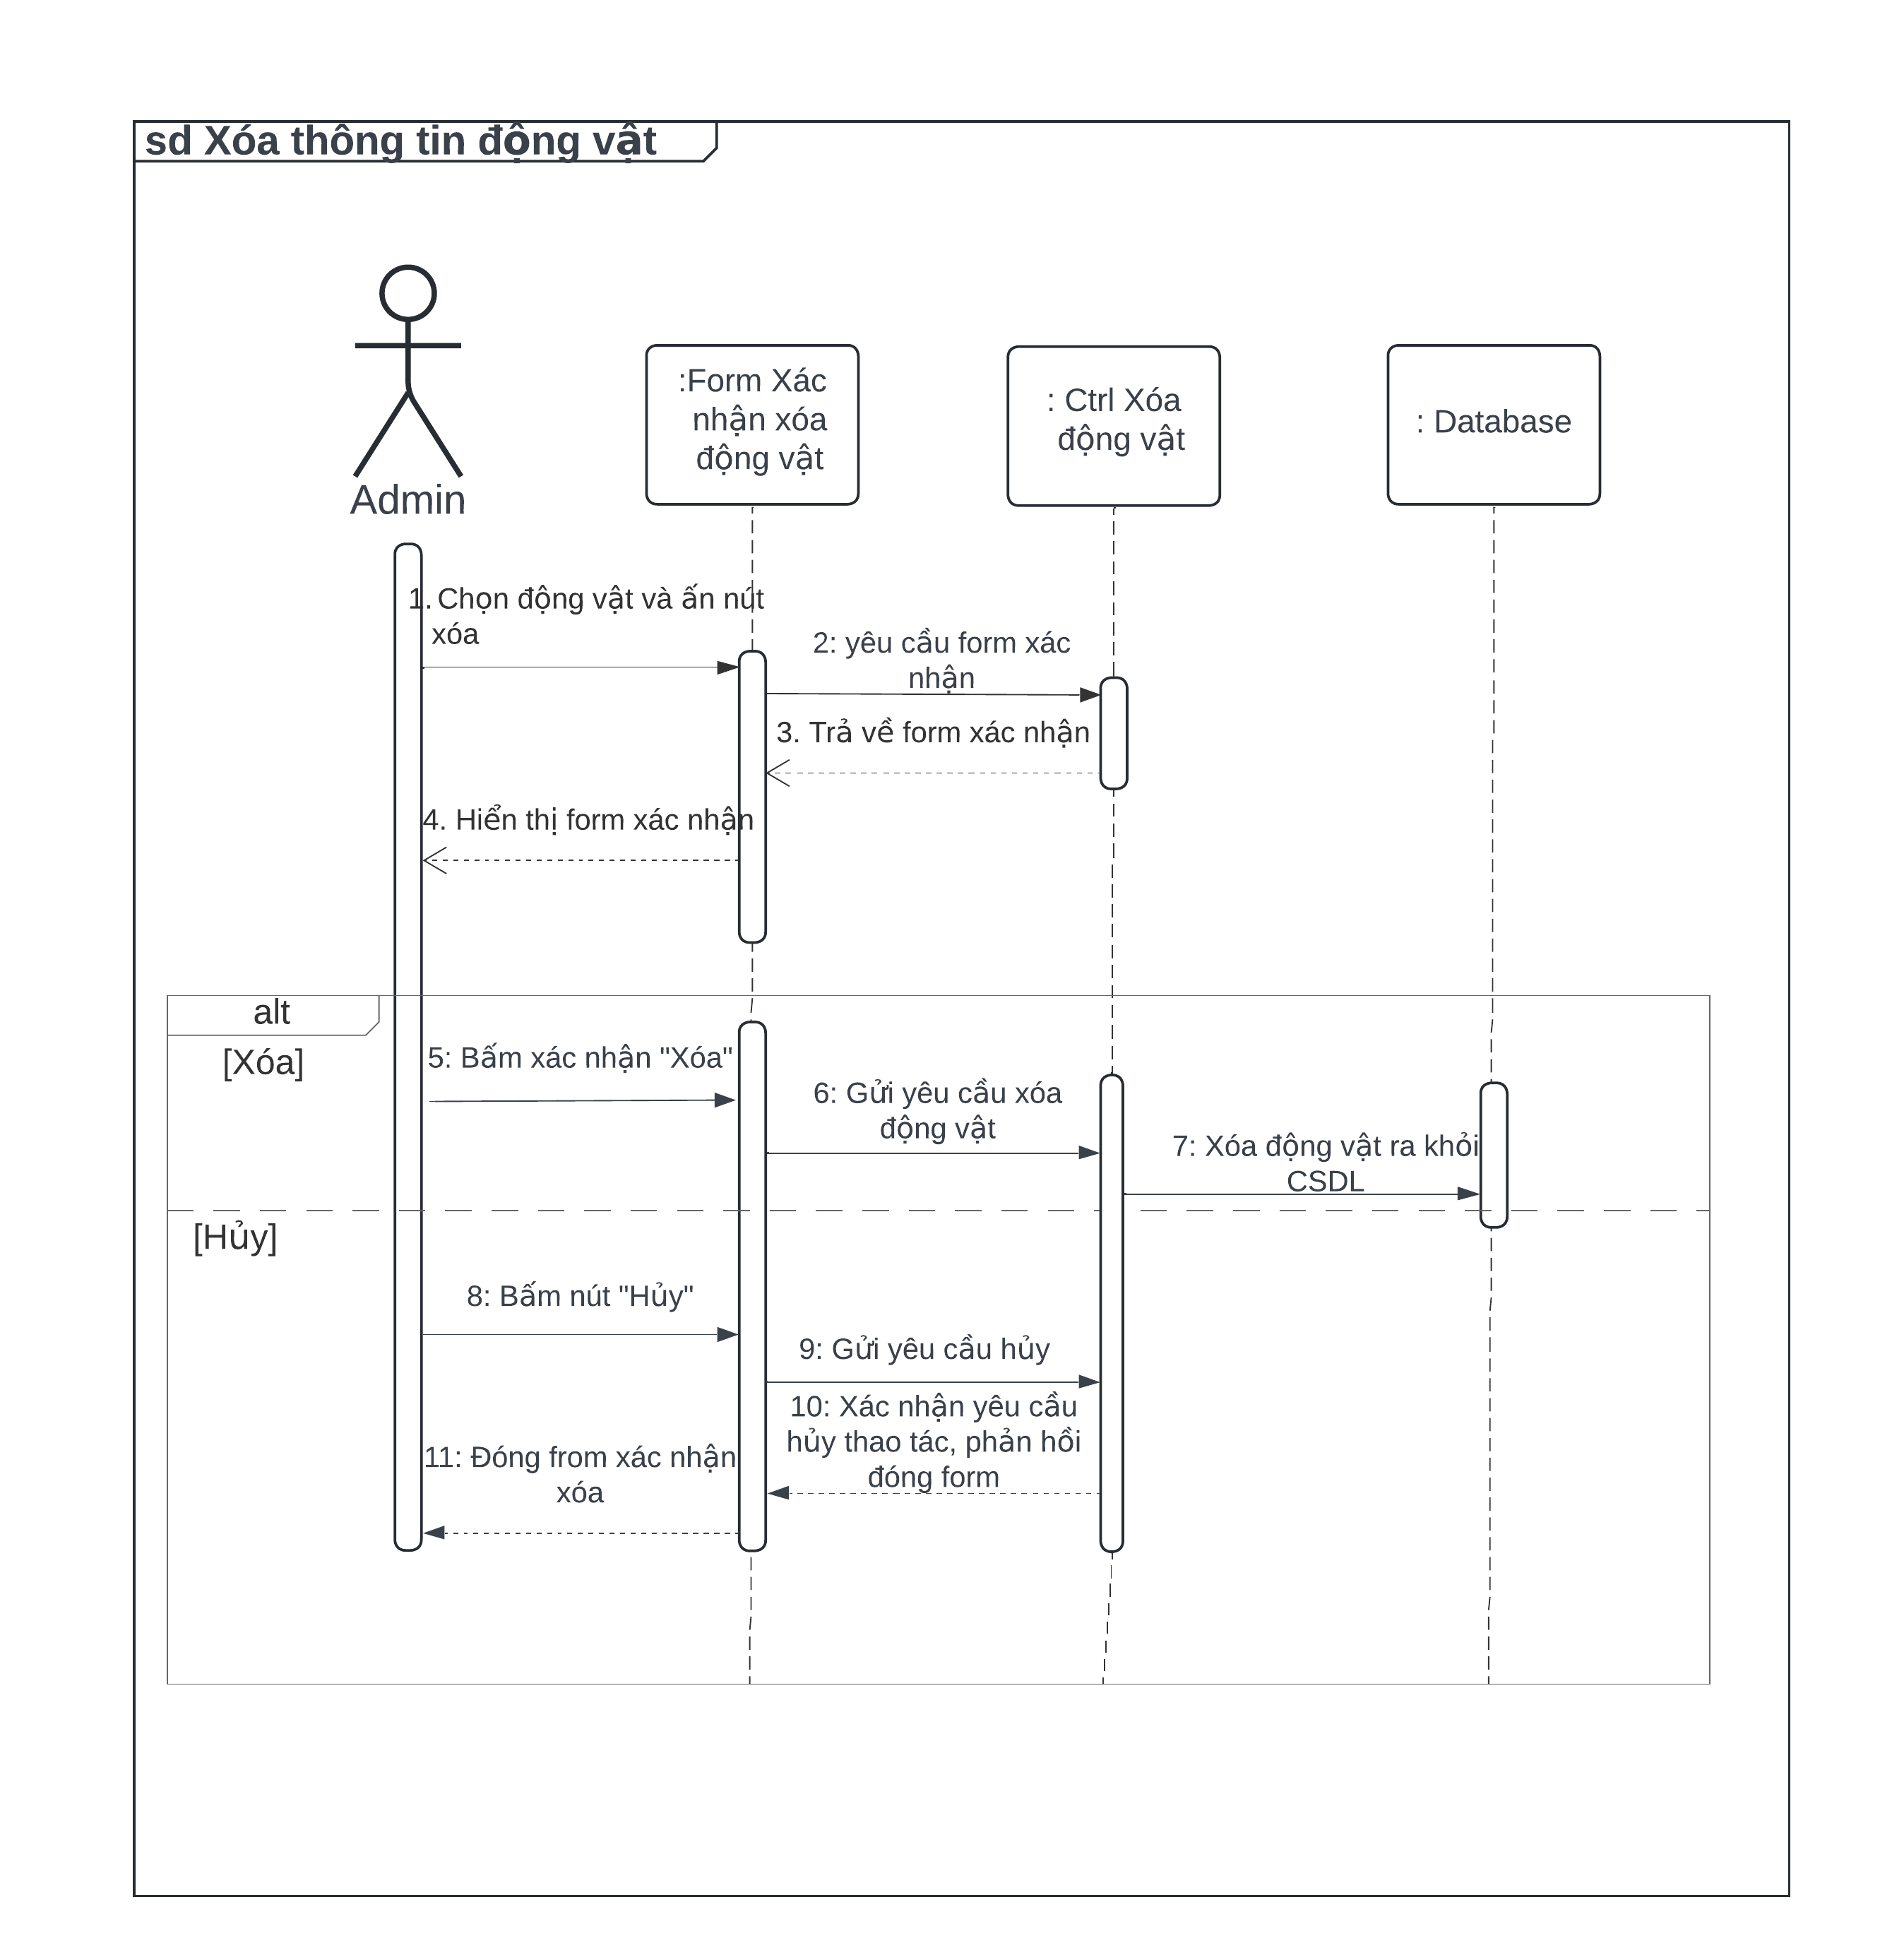 sd Xóa thông tin động vật
Admin
:Form Xác
nhận xóa
động vật
: Ctrl Xóa
động vật
: Database
1. Chọn động vật và ấn nút
xóa
2: yêu cầu form xác
nhận
3. Trả về form xác nhận
4. Hiển thị form xác nhận
alt
[Xóa]
5: Bấm xác nhận "Xóa"
6: Gửi yêu cầu xóa
động vật
7: Xóa động vật ra khỏi
CSDL
[Hủy]
8: Bấm nút "Hủy"
9: Gửi yêu cầu hủy
10: Xác nhận yêu cầu
hủy thao tác, phản hồi
đóng form
11: Đóng from xác nhận
xóa